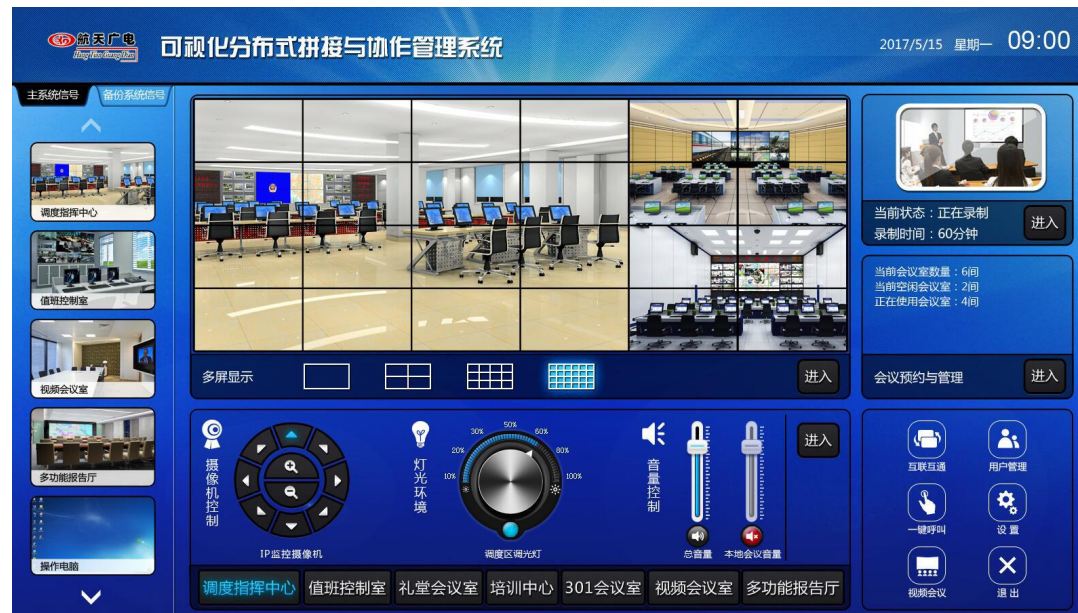 航天广电
Hang Tian Guang Dian
可视化分布式拼接与协作管理系统
2017/5/15 星期一 09:00
主系统信号
备份系统信号
调度指挥中心
值班控制室
视频会议室
多功能报告厅
操作电脑
多屏显示
进入
当前状态：正在录制
录制时间：60分钟
进入
当前会议室数量：6间
当前空闲会议室：2间
正在使用会议室：4间
会议预约与管理
进入
摄像机控制
IP监控摄像机
灯光环境
10%
20%
30%
50%
60%
80%
100%
调度区调光灯
音量控制
总音量
本地会议音量
进入
调度指挥中心 值班控制室 礼堂会议室 培训中心 301会议室 视频会议室 多功能报告厅
互联互通
用户管理
一键呼叫
设置
视频会议
退出